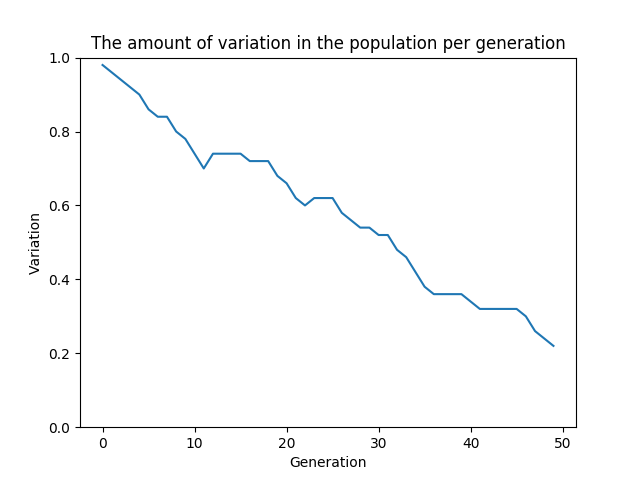 The amount of variation in the population per generation
1.0
0.8
0.6
0.4
0.2
0.0
Variation
0 10 20 30 40 50
Generation